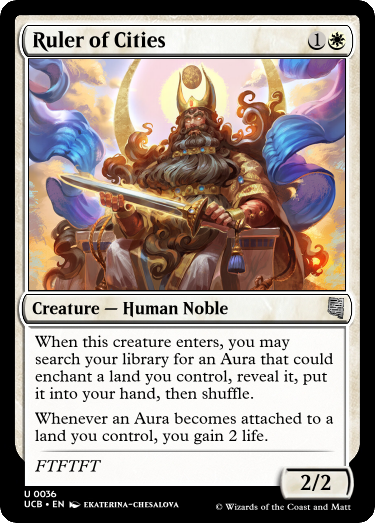 Ruler of Cities 1
Creature — Human Noble
When this creature enters, you may
search your library for an Aura that could
enchant a land you control, reveal it, put
it into your hand, then shuffle.
Whenever an Aura becomes attached to a
land you control, you gain 2 life.
FTFTFT
2/2
U 0036
UCB • EN EKATERINA-CHESALOVA
© Wizards of the Coast and Matt